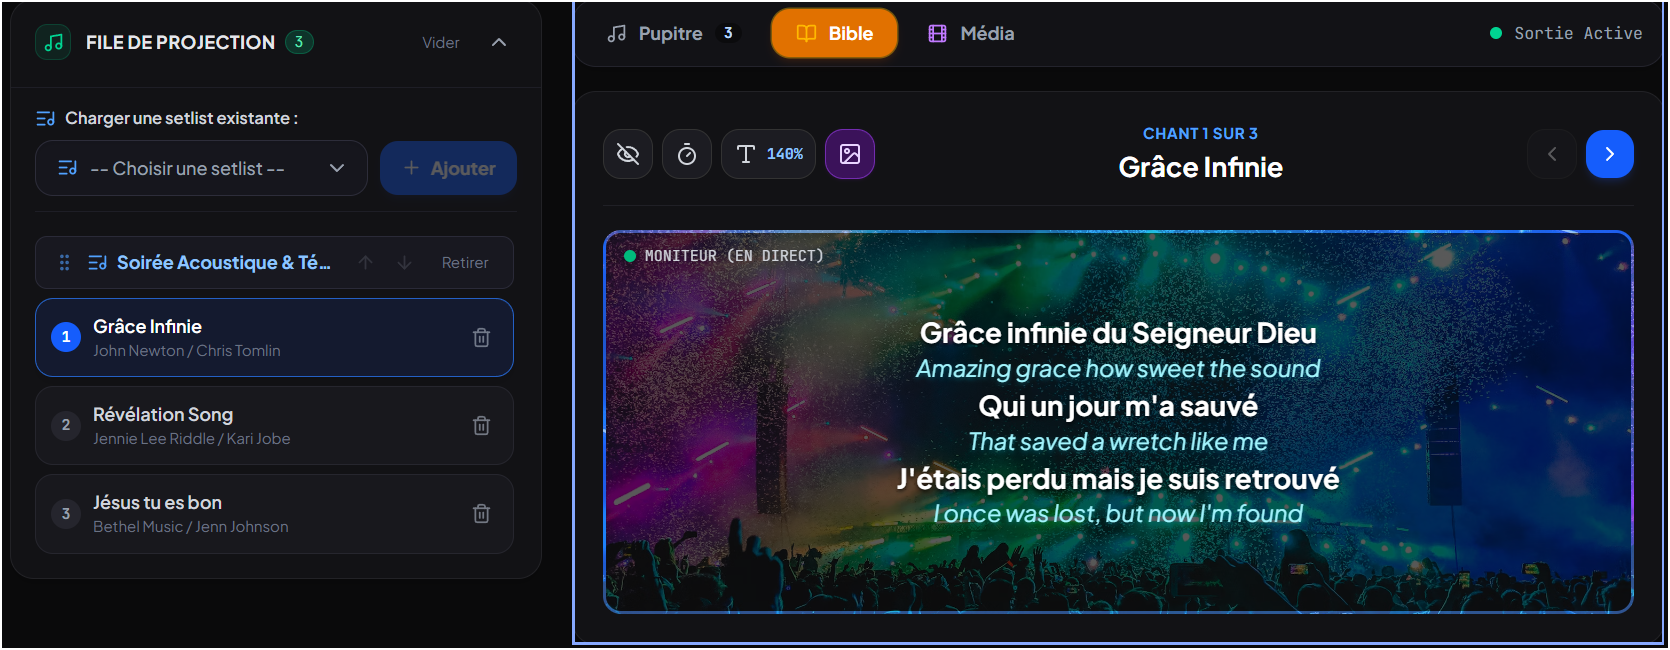 FILE DE PROJECTION 3 Vider
Charger une setlist existante :
-- Choisir une setlist --
Ajouter
Soirée Acoustique & Té... Retirer
1 Grâce Infinie
John Newton / Chris Tomlin
2 Révélation Song
Jennie Lee Riddle / Kari Jobe
3 Jésus tu es bon
Bethel Music / Jenn Johnson
Pupitre 3
Bible
Média
Sortie Active
140%
CHANT 1 SUR 3
Grâce Infinie
MONITEUR (EN DIRECT)
Grâce infinie du Seigneur Dieu
Amazing grace how sweet the sound
Qui un jour m'a sauvé
That saved a wretch like me
J'étais perdu mais je suis retrouvé
I once was lost, but now I'm found